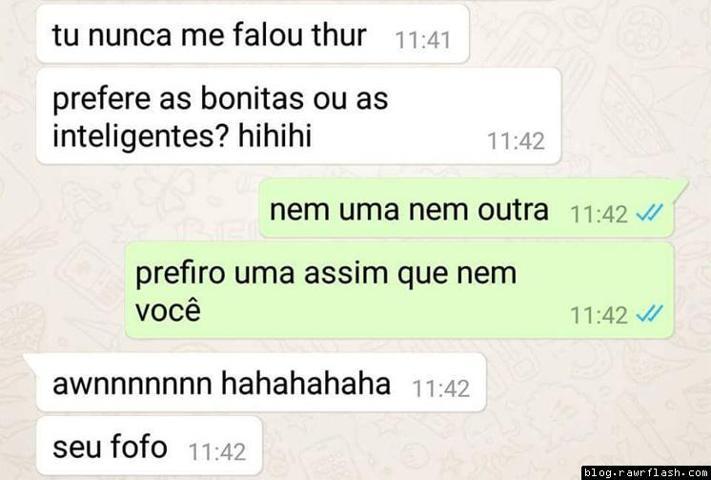 tu nunca me falou thur 11:41
prefere as bonitas ou as
inteligentes? hihihi 11:42
nem uma nem outra 11:42
prefiro uma assim que nem
você 11:42
awnnnnnnn hahahahaha 11:42
seu fofo 11:42
blog.rawrflash.com